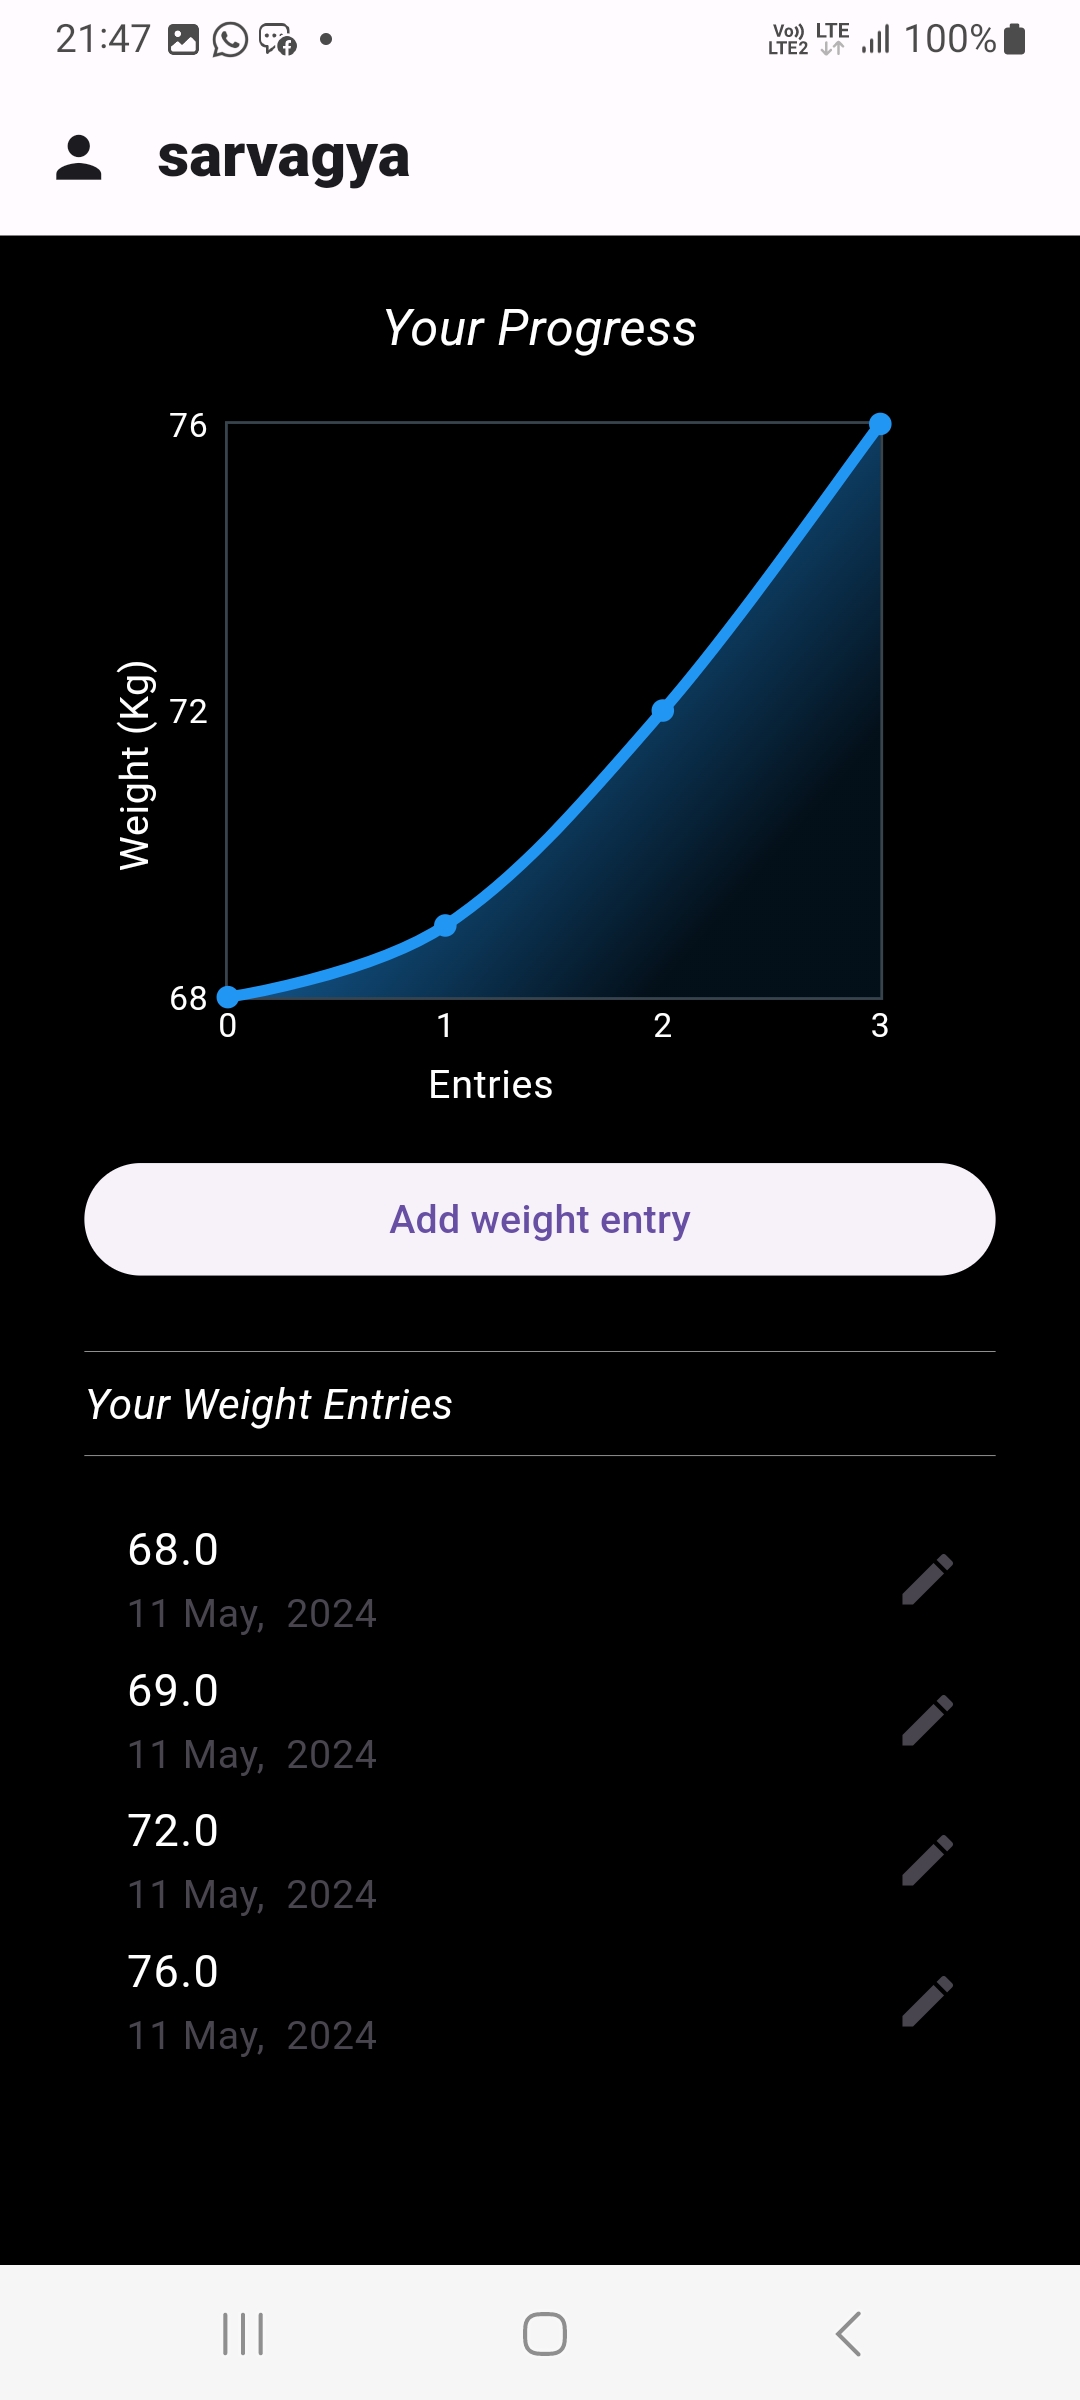 21:47 Vo)) LTE2 LTE 100%
sarvagya
Your Progress
76
72
68
Weight (Kg)
0 1 2 3
Entries
Add weight entry
Your Weight Entries
68.0
11 May, 2024
69.0
11 May, 2024
72.0
11 May, 2024
76.0
11 May, 2024